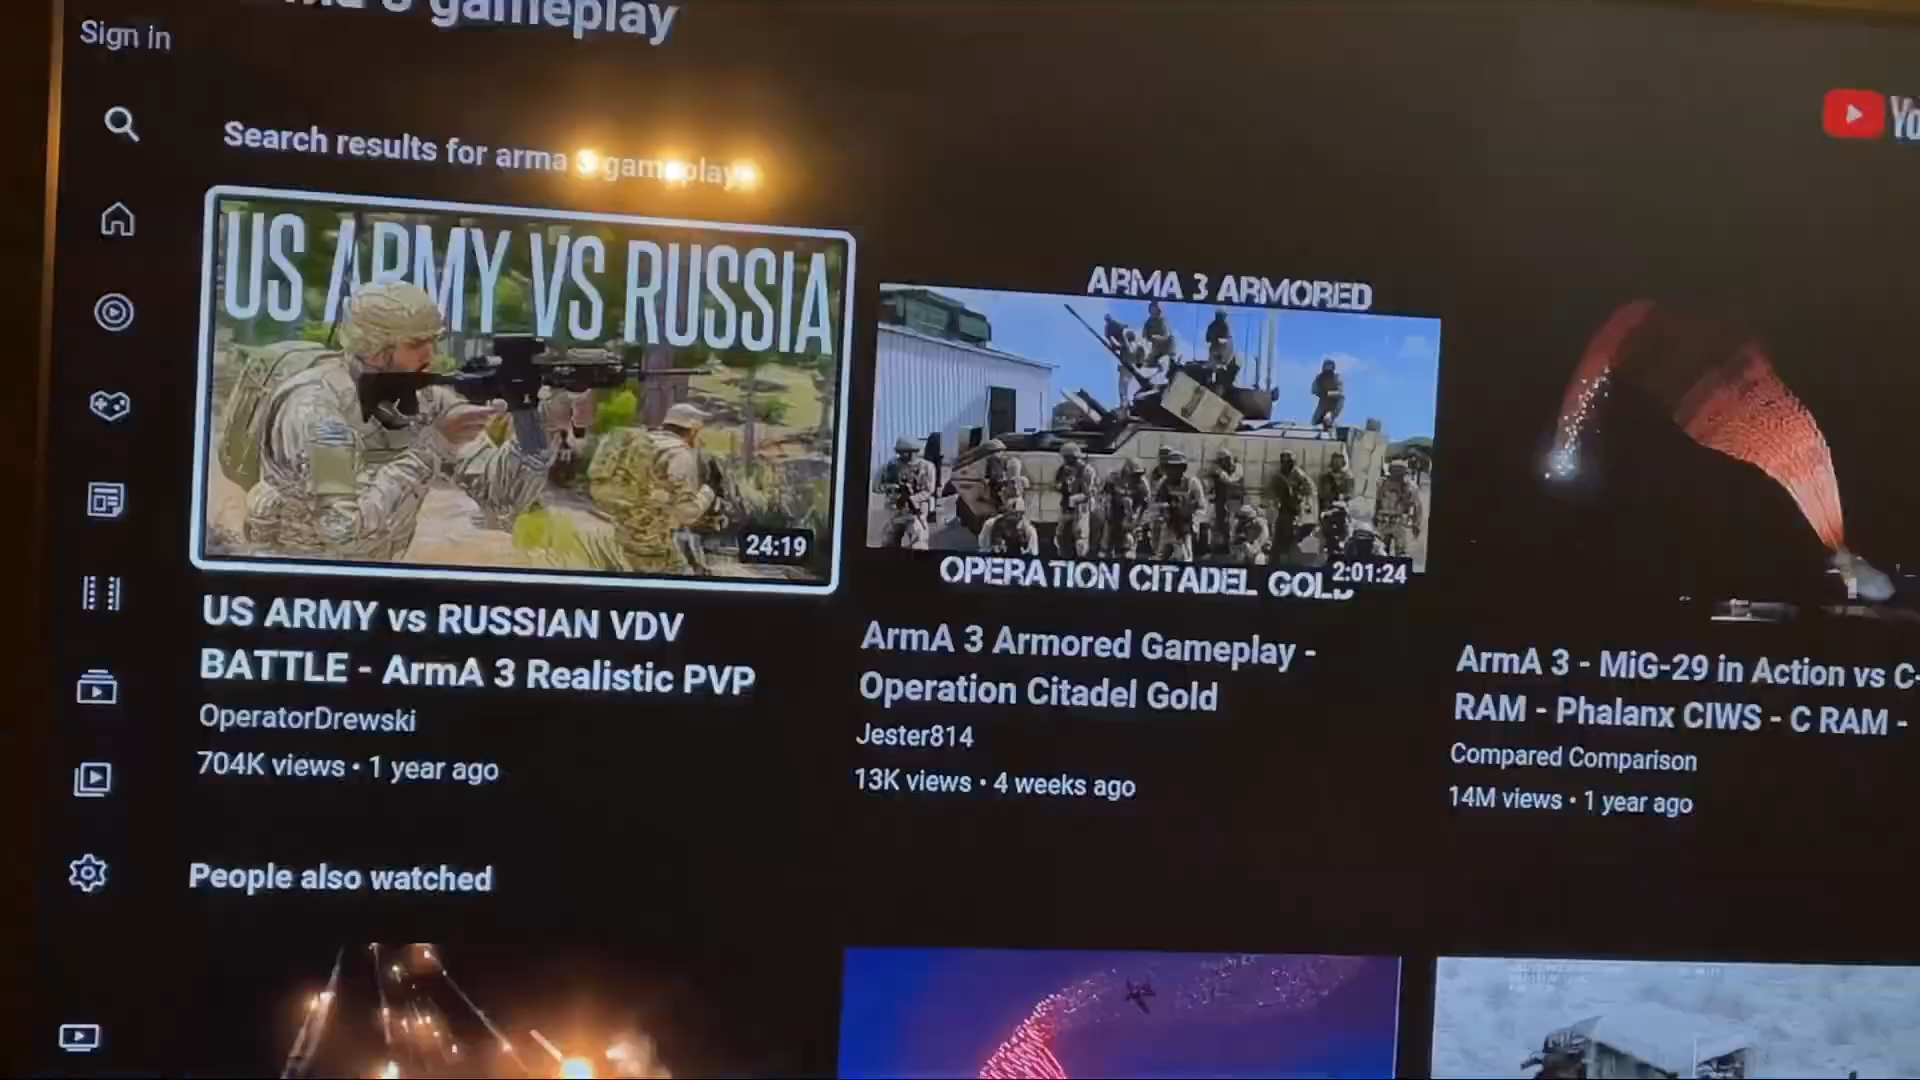 gameplay
Sign in
Search results for arma 3 gameplay
US ARMY VS RUSSIA
24:19
US ARMY vs RUSSIAN VDV
BATTLE - ArmA 3 Realistic PVP
OperatorDrewski
704K views • 1 year ago
ARMA 3 ARMORED
OPERATION CITADEL GOLD
2:01:24
ArmA 3 Armored Gameplay -
Operation Citadel Gold
Jester814
13K views • 4 weeks ago
ArmA 3 - MiG-29 in Action vs C-
RAM - Phalanx CIWS - C RAM -
Compared Comparison
14M views • 1 year ago
People also watched